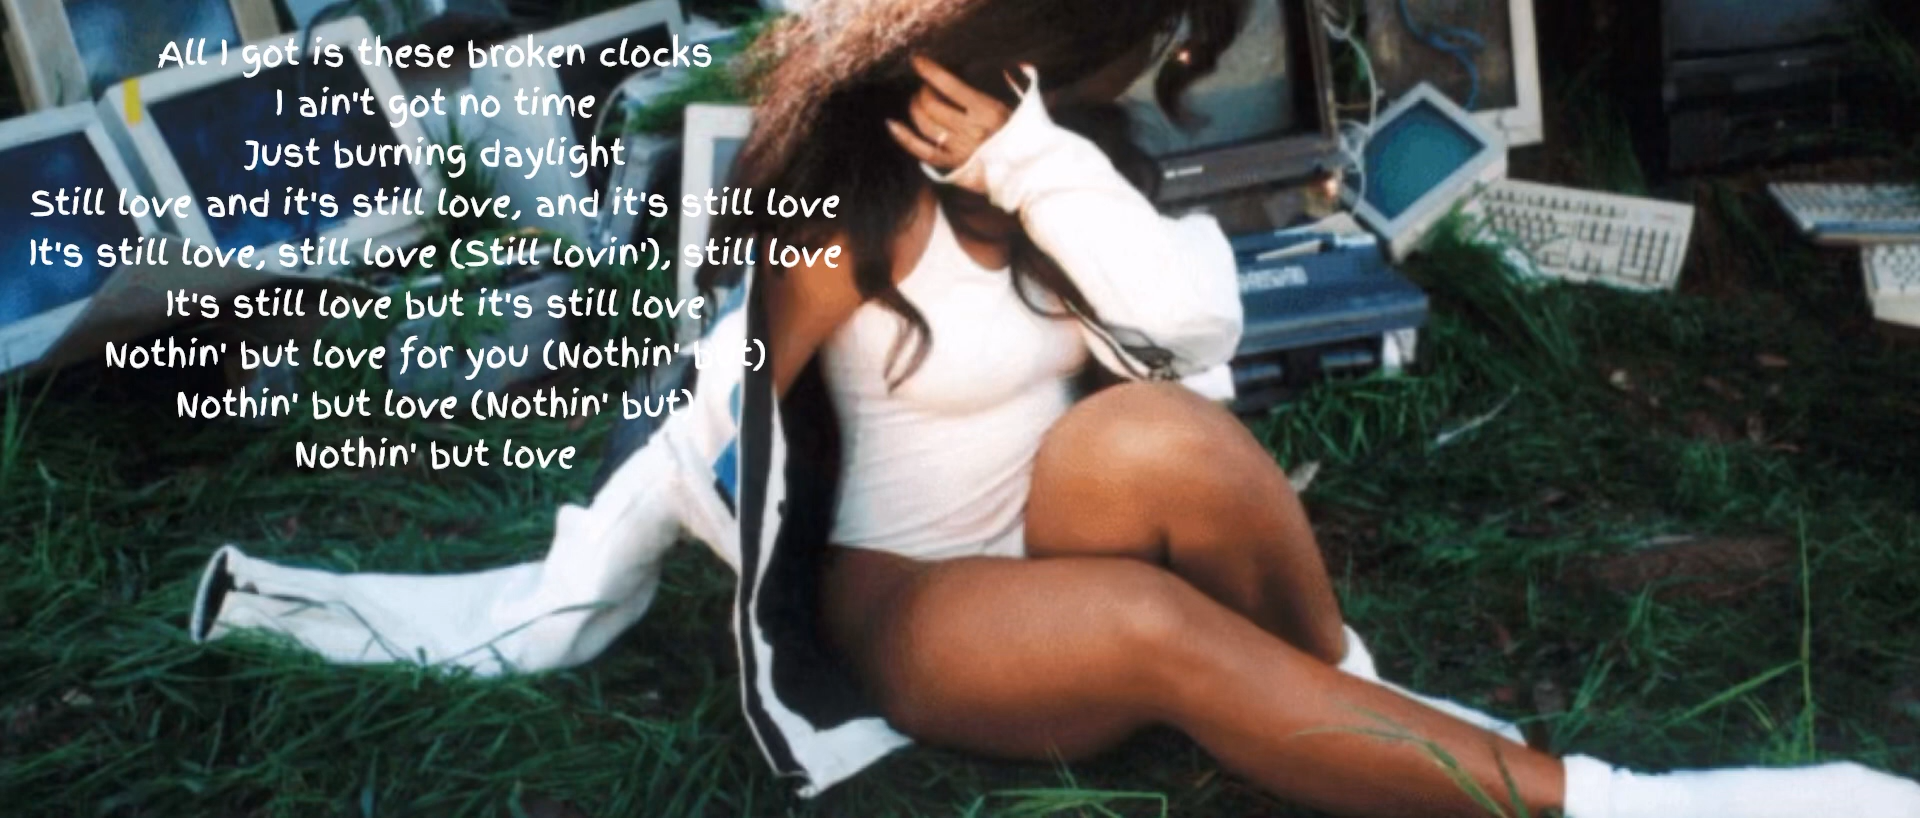 All I got is these broken clocks
I ain't got no time
Just burning daylight
Still love and it's still love, and it's still love
It's still love, still love (Still lovin'), still love
It's still love but it's still love
Nothin' but love for you (Nothin' but)
Nothin' but love (Nothin' but)
Nothin' but love